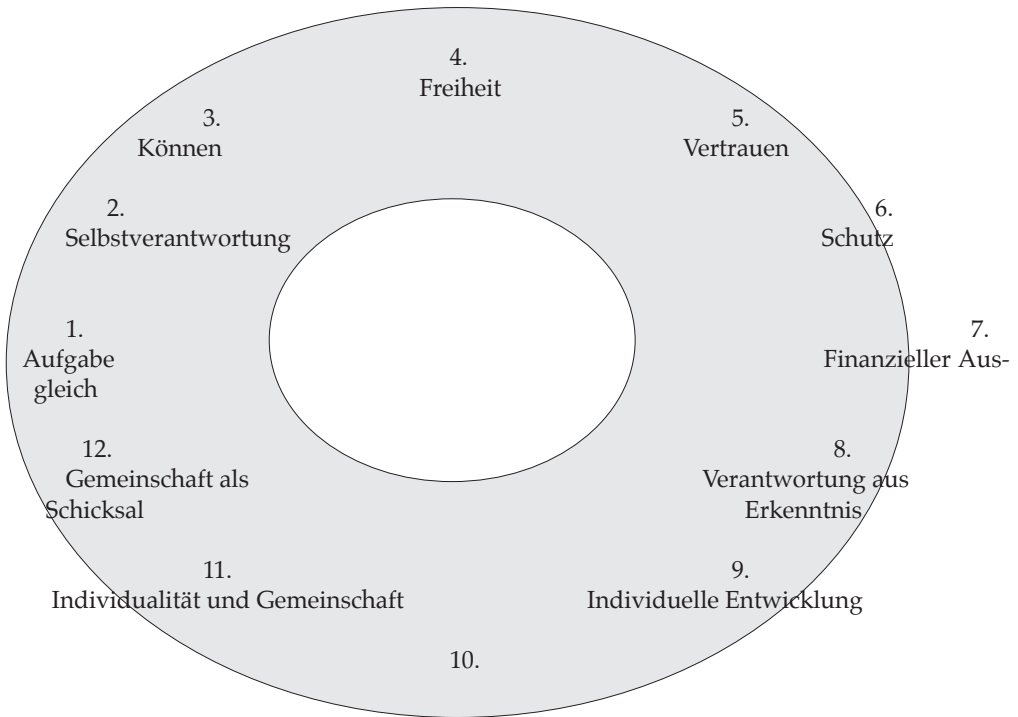 4.
Freiheit
3.
Können
5.
Vertrauen
2.
Selbstverantwortung
6.
Schutz
1.
Aufgabe
gleich
7.
Finanzieller Aus-
12.
Gemeinschaft als
Schicksal
8.
Verantwortung aus
Erkenntnis
11.
Individualität und Gemeinschaft
9.
Individuelle Entwicklung
10.